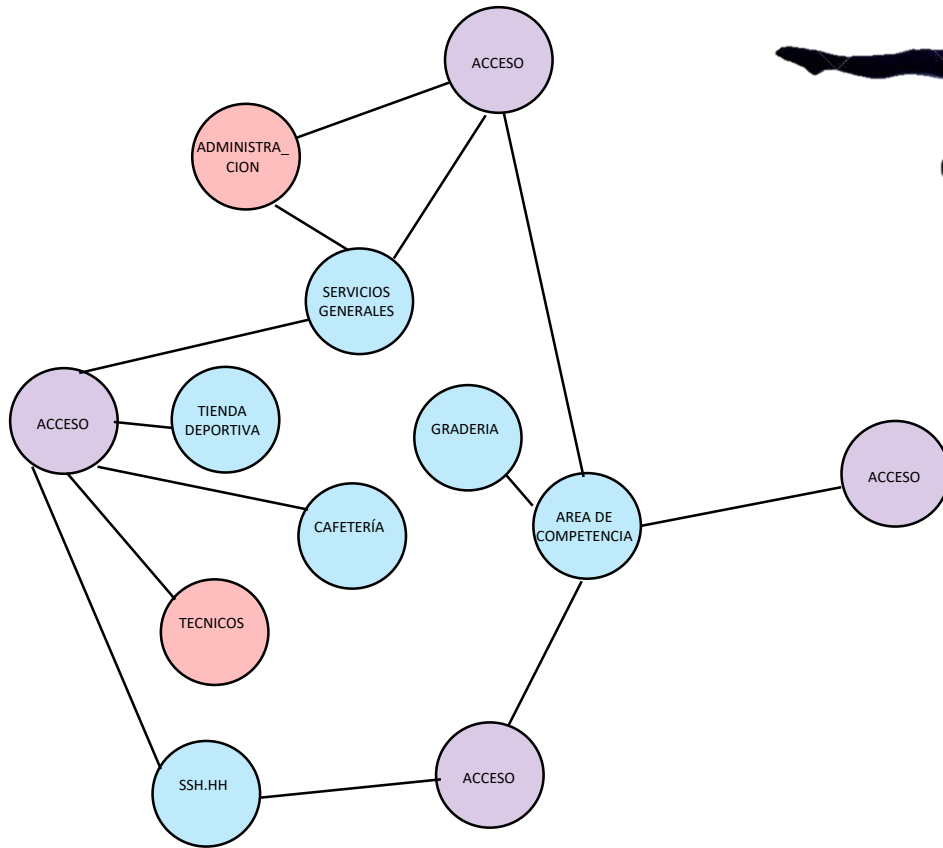 ACCESO
ADMINISTRA_
CION
SERVICIOS
GENERALES
ACCESO
TIENDA
DEPORTIVA
GRADERIA
ACCESO
CAFETERÍA
AREA DE
COMPETENCIA
TECNICOS
SSH.HH
ACCESO